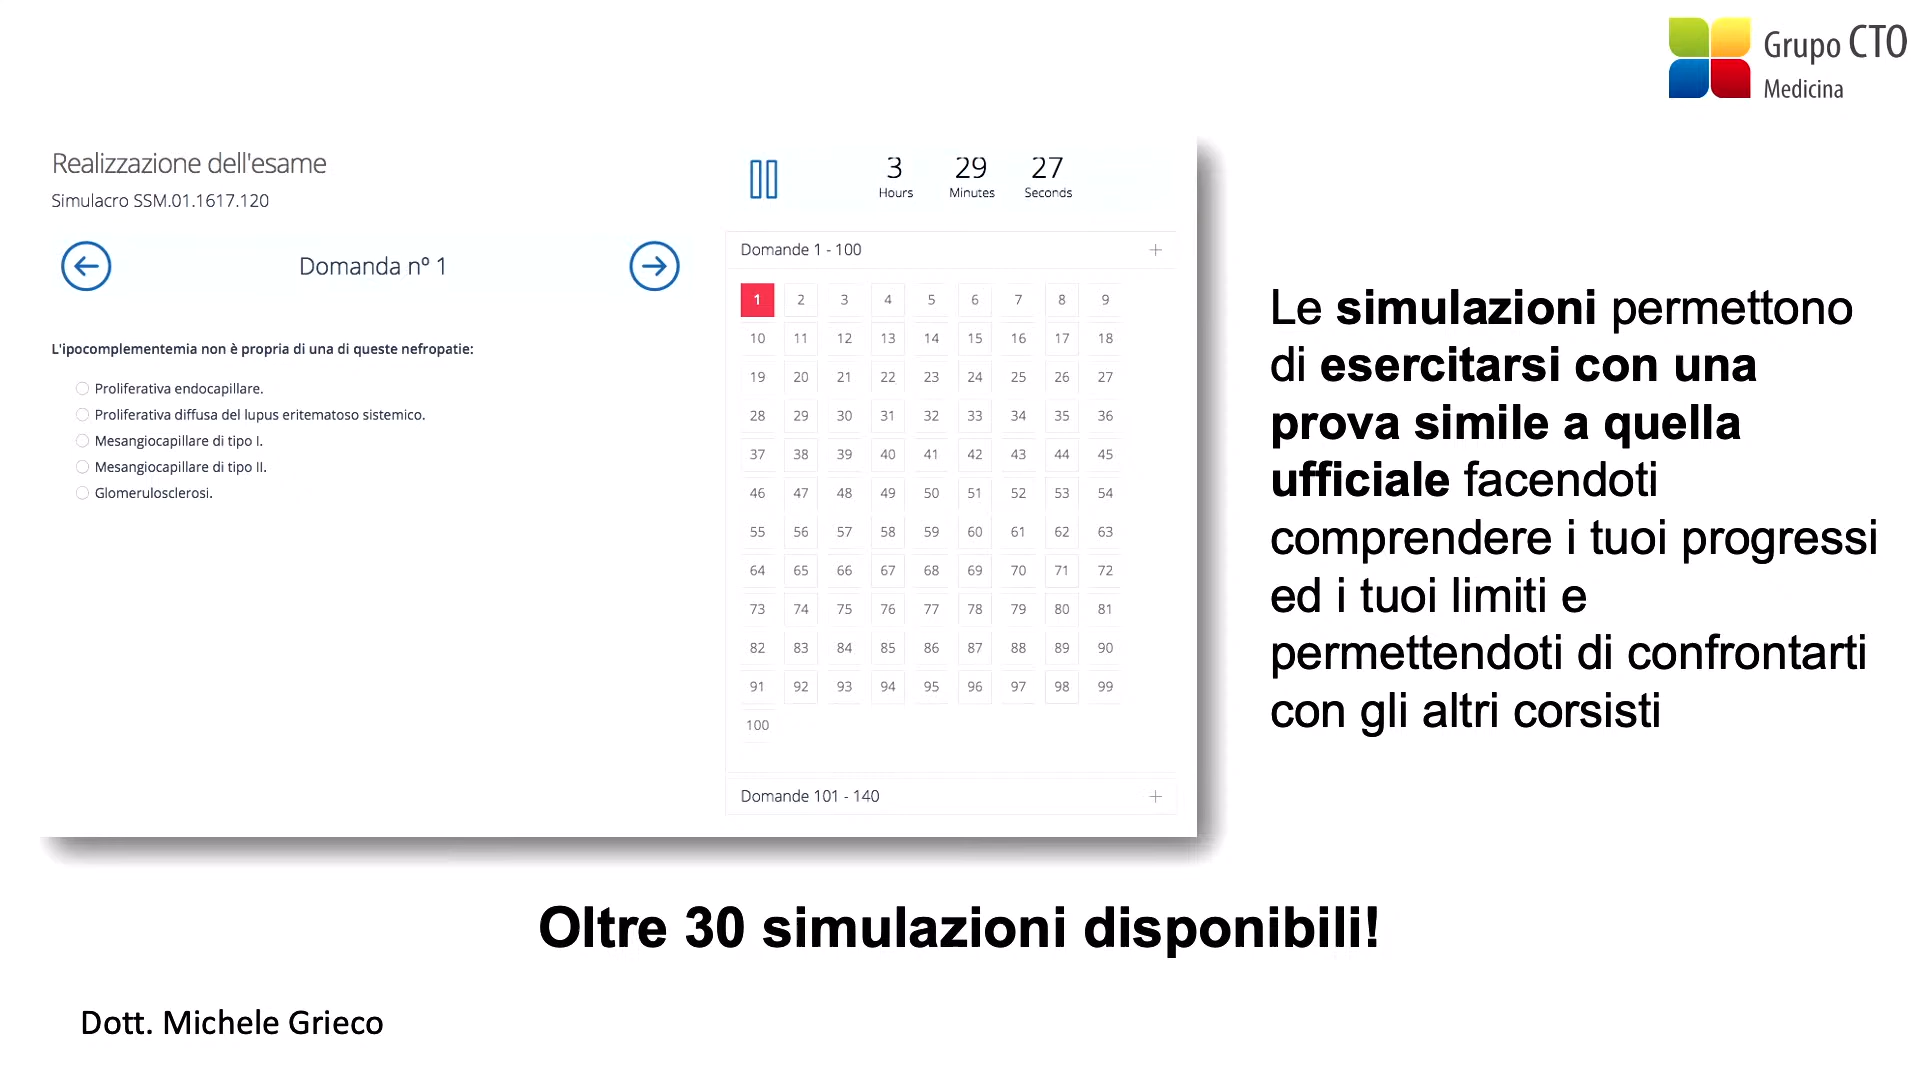 Grupo CTO
Medicina
Realizzazione dell'esame
Simulacro SSM.01.1617.120
Domanda nº 1
L'ipocomplementemia non è propria di una di queste nefropatie:
Proliferativa endocapillare.
Proliferativa diffusa del lupus eritematoso sistemico.
Mesangiocapillare di tipo I.
Mesangiocapillare di tipo II.
Glomerulosclerosi.
3 29 27
Hours Minutes Seconds
Domande 1 - 100 +
1 2 3 4 5 6 7 8 9
10 11 12 13 14 15 16 17 18
19 20 21 22 23 24 25 26 27
28 29 30 31 32 33 34 35 36
37 38 39 40 41 42 43 44 45
46 47 48 49 50 51 52 53 54
55 56 57 58 59 60 61 62 63
64 65 66 67 68 69 70 71 72
73 74 75 76 77 78 79 80 81
82 83 84 85 86 87 88 89 90
91 92 93 94 95 96 97 98 99
100
Domande 101 - 140 +
Le simulazioni permettono
di esercitarsi con una
prova simile a quella
ufficiale facendoti
comprendere i tuoi progressi
ed i tuoi limiti e
permettendoti di confrontarti
con gli altri corsisti
Oltre 30 simulazioni disponibili!
Dott. Michele Grieco